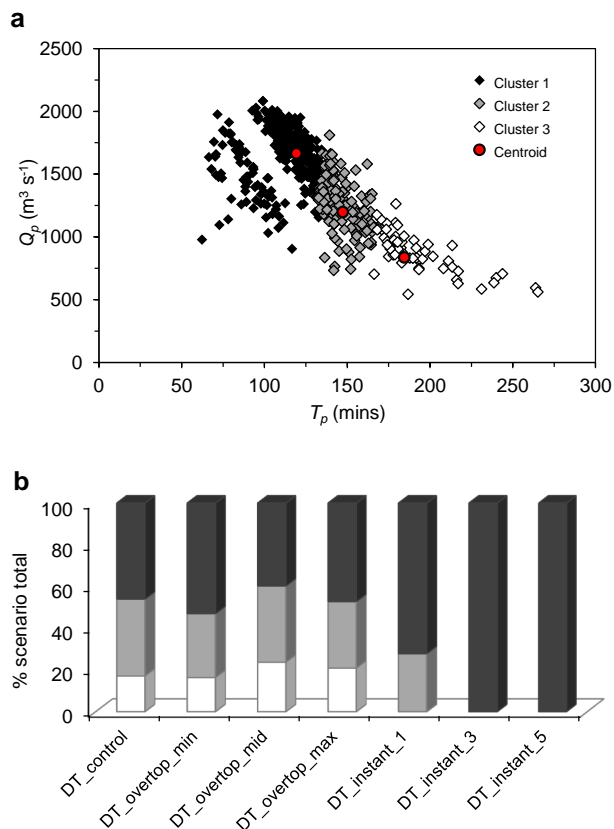 a
2500
2000
1500
1000
500
0
Qp (m³ s⁻¹)
Cluster 1
Cluster 2
Cluster 3
Centroid
0 50 100 150 200 250 300
Tp (mins)
b
100
80
60
40
20
0
% scenario total
DT_control
DT_overtop_min
DT_overtop_mid
DT_overtop_max
DT_instant_1
DT_instant_3
DT_instant_5